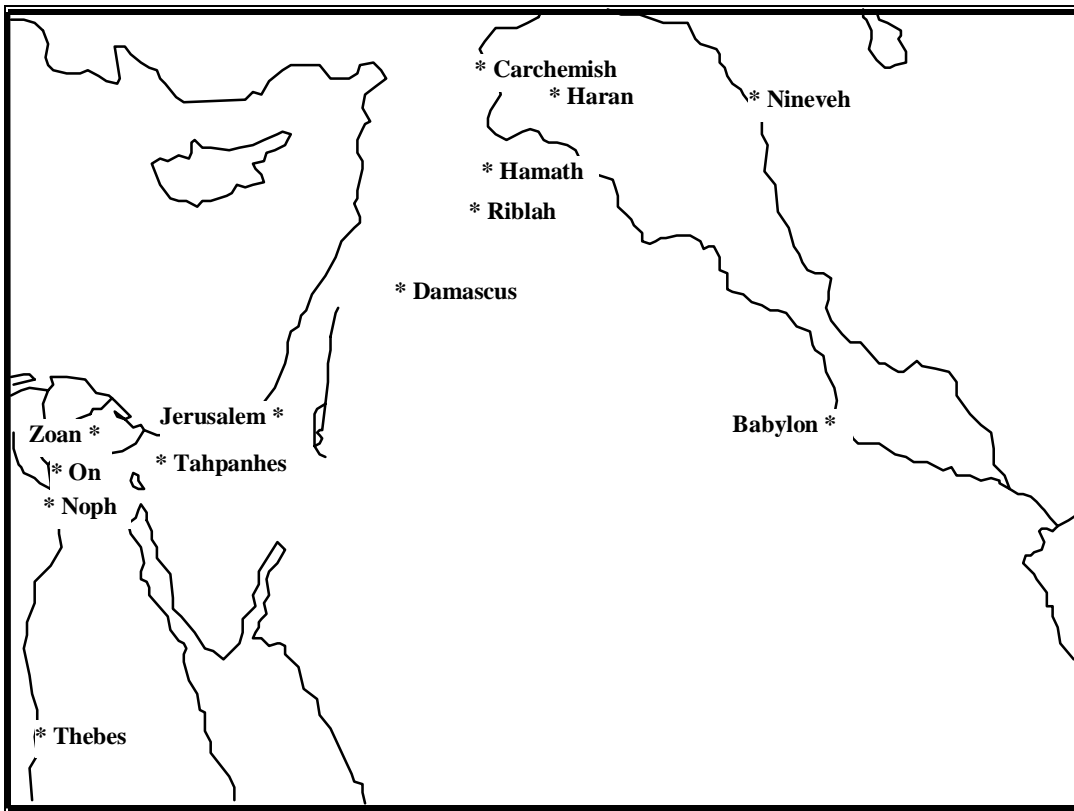 * Carchemish
* Haran
* Nineveh
* Hamath
* Riblah
* Damascus
Jerusalem *
Babylon *
Zoan *
* Tahpanhes
* On
* Noph
* Thebes